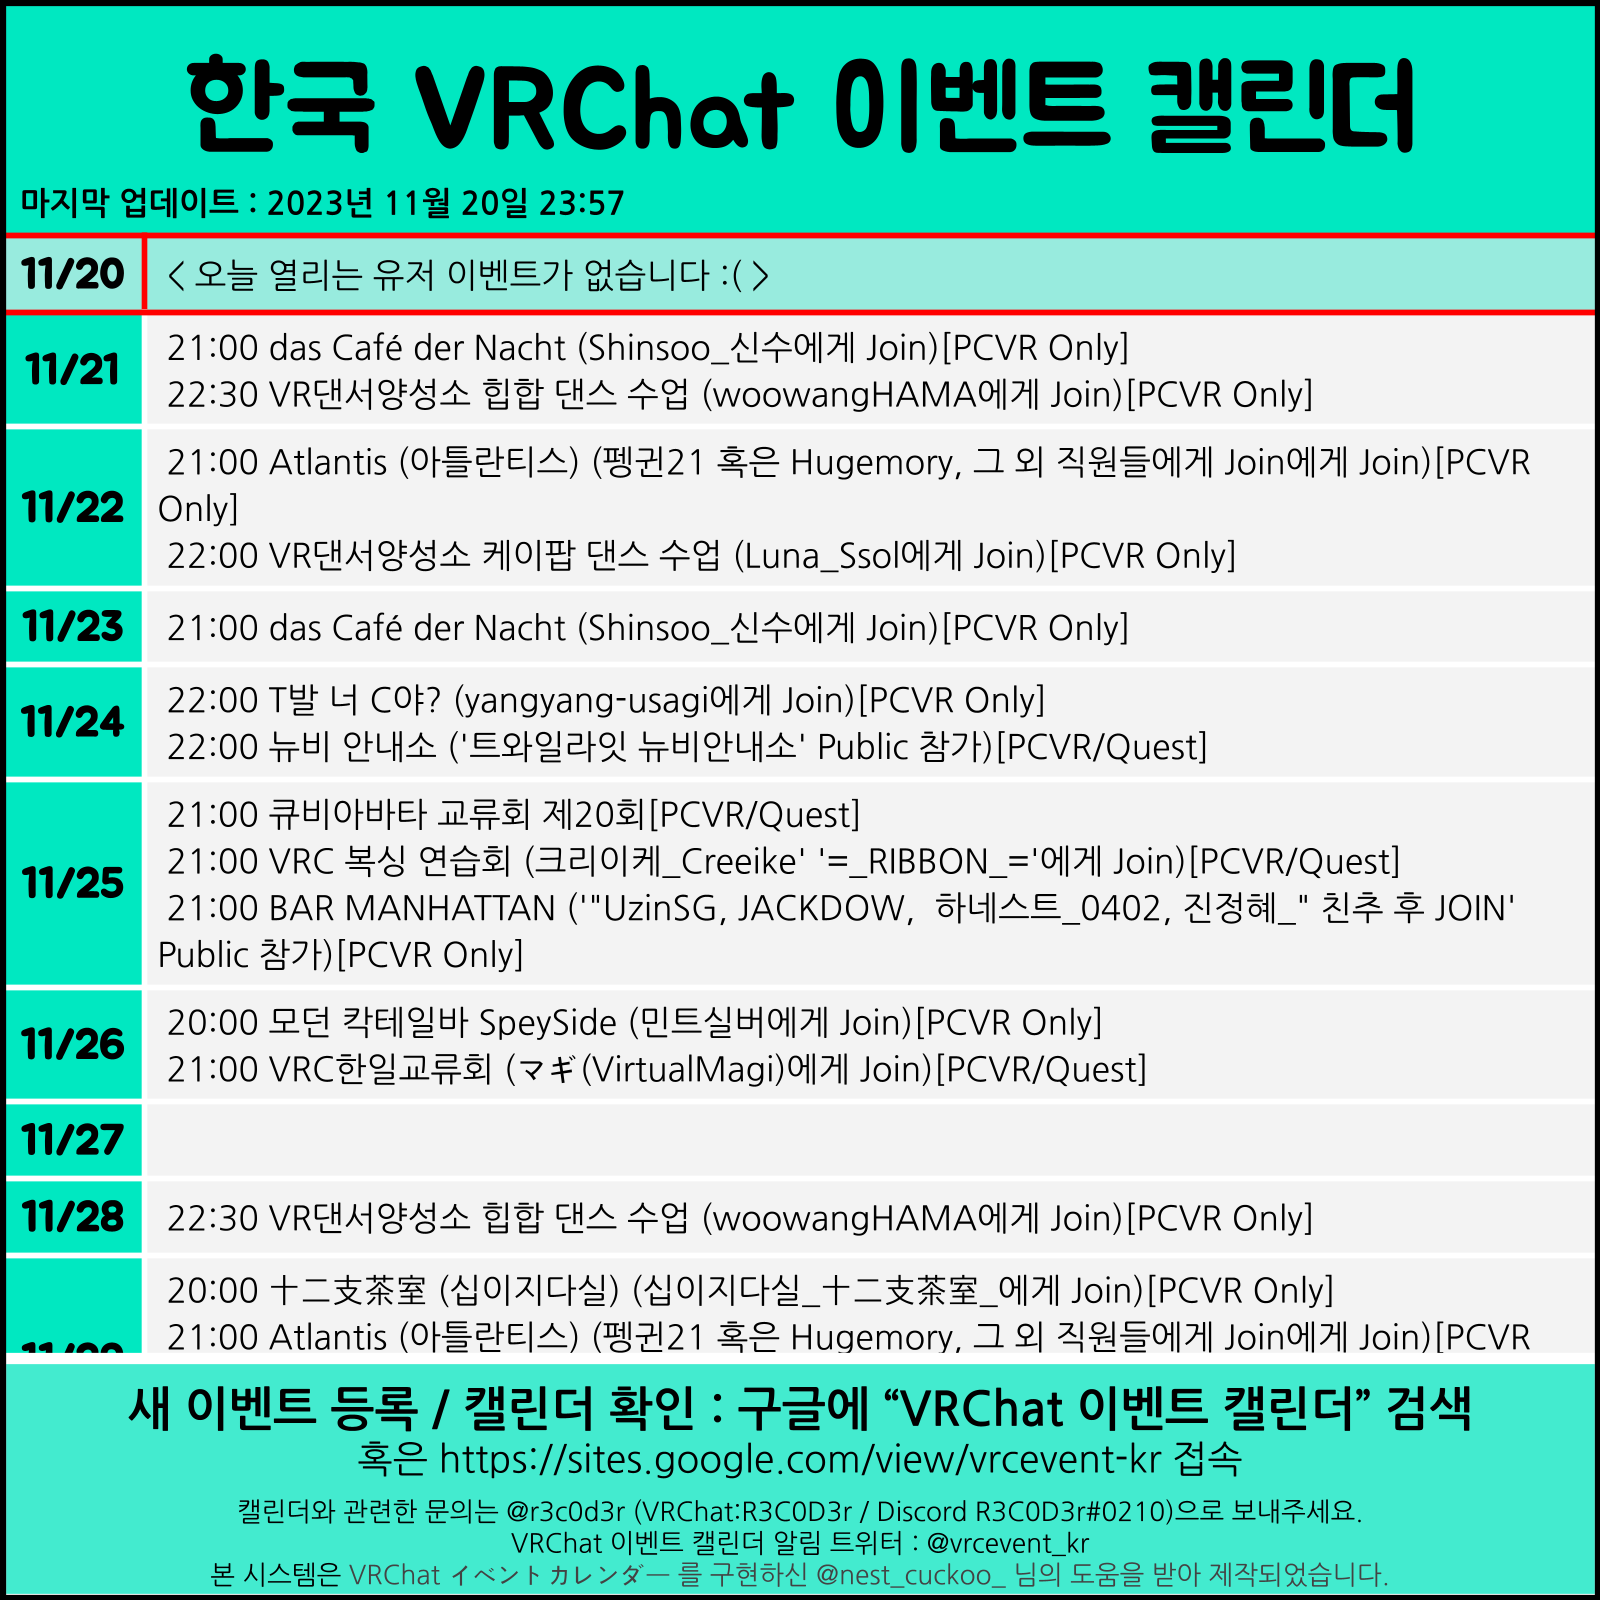 한국 VRChat 이벤트 캘린더
마지막 업데이트 : 2023년 11월 20일 23:57
11/20
< 오늘 열리는 유저 이벤트가 없습니다 :( >
11/21
21:00 das Café der Nacht (Shinsoo_신수에게 Join)[PCVR Only]
22:30 VR댄서양성소 힙합 댄스 수업 (woowangHAMA에게 Join)[PCVR Only]
11/22
21:00 Atlantis (아틀란티스) (펭귄21 혹은 Hugemory, 그 외 직원들에게 Join에게 Join)[PCVR
Only]
22:00 VR댄서양성소 케이팝 댄스 수업 (Luna_Ssol에게 Join)[PCVR Only]
11/23
21:00 das Café der Nacht (Shinsoo_신수에게 Join)[PCVR Only]
11/24
22:00 T발 너 C야? (yangyang-usagi에게 Join)[PCVR Only]
22:00 뉴비 안내소 ('트와일라잇 뉴비안내소' Public 참가)[PCVR/Quest]
11/25
21:00 큐비아바타 교류회 제20회[PCVR/Quest]
21:00 VRC 복싱 연습회 (크리이케_Creeike' '=_RIBBON_='에게 Join)[PCVR/Quest]
21:00 BAR MANHATTAN ('"UzinSG, JACKDOW,  하네스트_0402, 진정혜_" 친추 후 JOIN'
Public 참가)[PCVR Only]
11/26
20:00 모던 칵테일바 SpeySide (민트실버에게 Join)[PCVR Only]
21:00 VRC한일교류회 (マギ(VirtualMagi)에게 Join)[PCVR/Quest]
11/27
11/28
22:30 VR댄서양성소 힙합 댄스 수업 (woowangHAMA에게 Join)[PCVR Only]
20:00 十二支茶室 (십이지다실) (십이지다실_十二支茶室_에게 Join)[PCVR Only]
21:00 Atlantis (아틀란티스) (펭귄21 혹은 Hugemory, 그 외 직원들에게 Join에게 Join)[PCVR
새 이벤트 등록 / 캘린더 확인 : 구글에 “VRChat 이벤트 캘린더” 검색
혹은 https://sites.google.com/view/vrcevent-kr 접속
캘린더와 관련한 문의는 @r3c0d3r (VRChat:R3C0D3r / Discord R3C0D3r#0210)으로 보내주세요.
VRChat 이벤트 캘린더 알림 트위터 : @vrcevent_kr
본 시스템은 VRChat イベントカレンダー 를 구현하신 @nest_cuckoo_ 님의 도움을 받아 제작되었습니다.